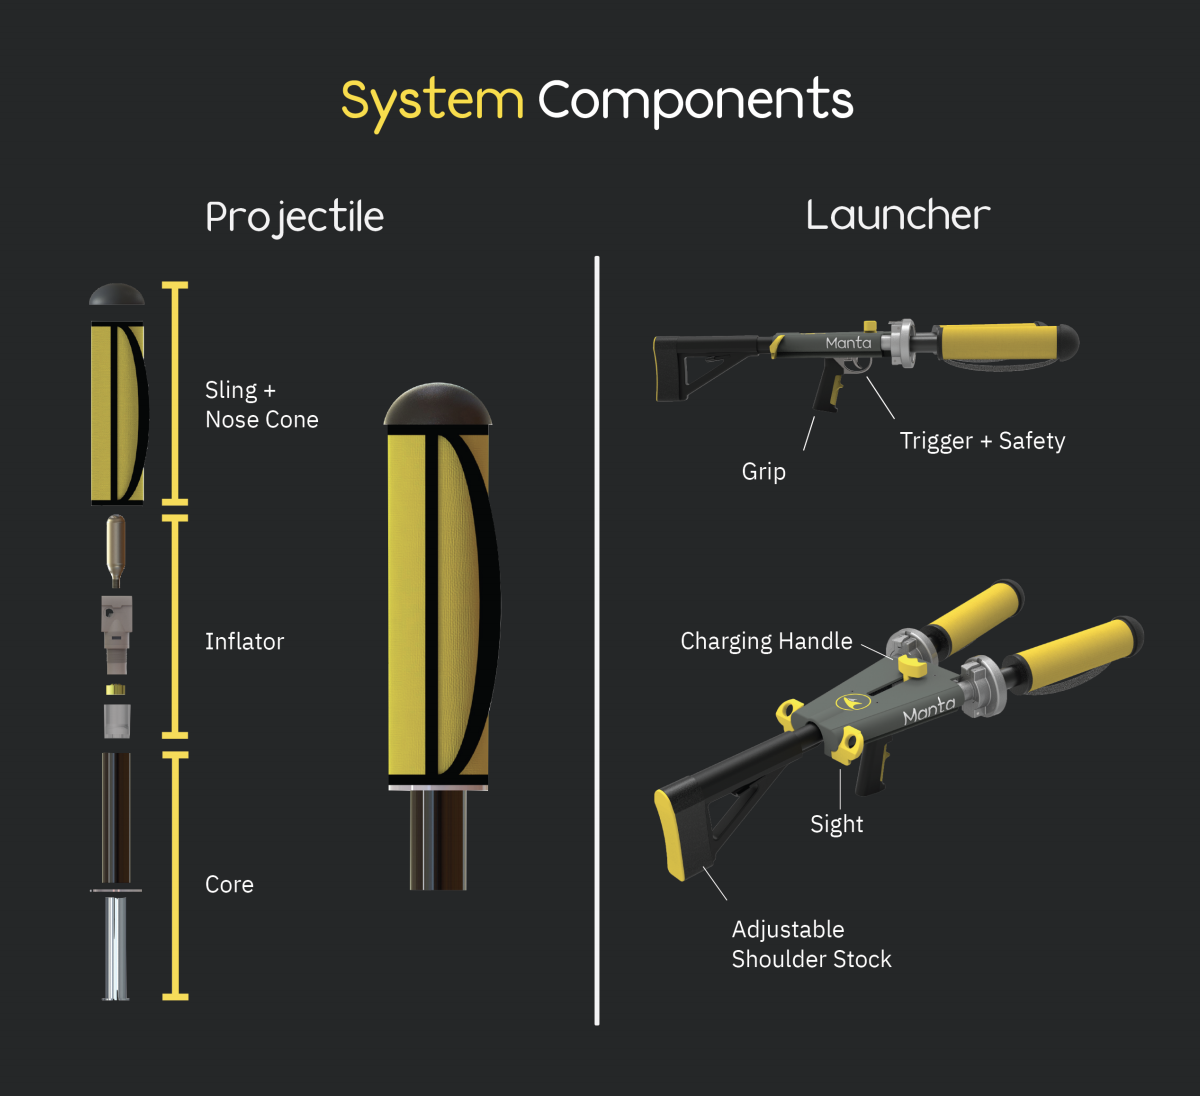 System Components
Projectile
Launcher
Sling +
Nose Cone
Inflator
Core
Manta
Trigger + Safety
Grip
Charging Handle
Manta
Sight
Adjustable
Shoulder Stock